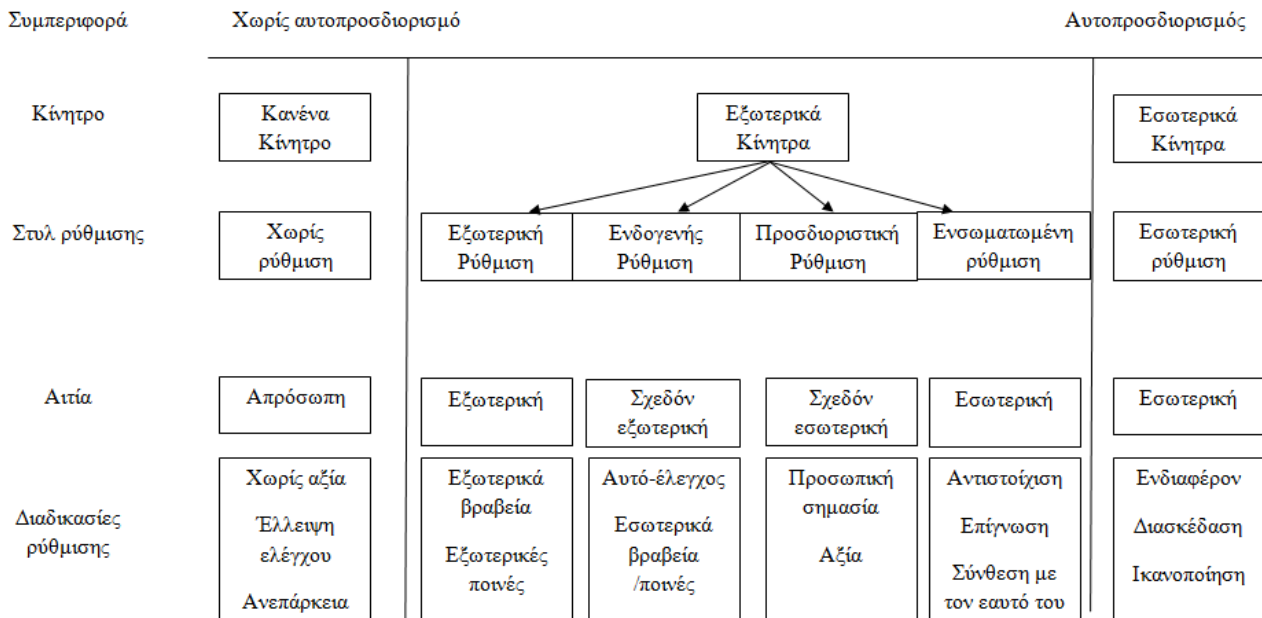 Συμπεριφορά Χωρίς αυτοπροσδιορισμό Αυτοπροσδιορισμός
Κίνητρο
Κανένα
Κίνητρο
Εξωτερικά
Κίνητρα
Εσωτερικά
Κίνητρα
Στυλ ρύθμισης
Χωρίς
ρύθμιση
Εξωτερική
Ρύθμιση
Ενδογενής
Ρύθμιση
Προσδιοριστική
Ρύθμιση
Ενσωματωμένη
ρύθμιση
Εσωτερική
ρύθμιση
Αιτία
Απρόσωπη
Εξωτερική
Σχεδόν
εξωτερική
Σχεδόν
εσωτερική
Εσωτερική
Εσωτερική
Διαδικασίες
ρύθμισης
Χωρίς αξία
Έλλειψη
ελέγχου
Ανεπάρκεια
Εξωτερικά
βραβεία
Εξωτερικές
ποινές
Αυτό-έλεγχος
Εσωτερικά
βραβεία
/ποινές
Προσωπική
σημασία
Αξία
Αντιστοίχιση
Επίγνωση
Σύνθεση με
τον εαυτό του
Ενδιαφέρον
Διασκέδαση
Ικανοποίηση